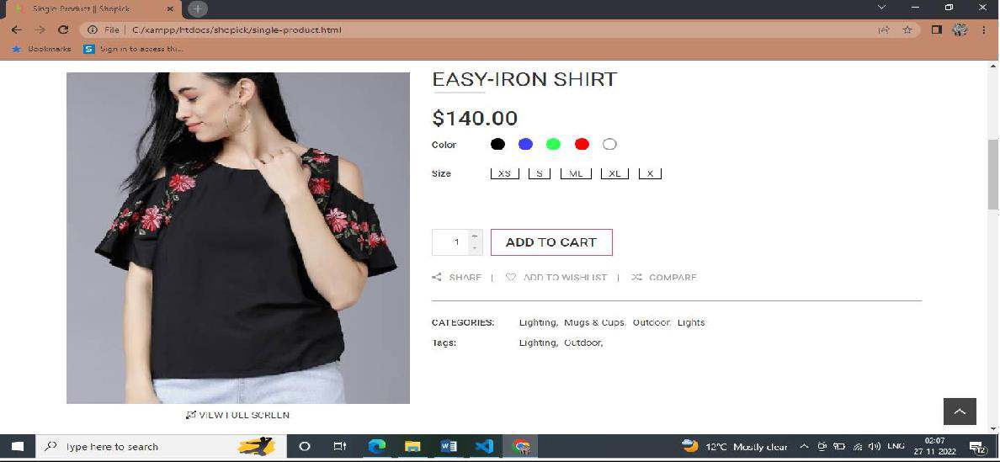 Single-Product || Shopick
File | C:/xampp/htdocs/shopick/single-product.html
Bookmarks Sign in to access thi...
EASY-IRON SHIRT
$140.00
Color
Size XS S ML XL X
1 + -
ADD TO CART
SHARE | ADD TO WISHLIST | COMPARE
CATEGORIES: Lighting, Mugs & Cups, Outdoor, Lights
Tags: Lighting, Outdoor,
VIEW FULL SCREEN
Type here to search
12°C Mostly clear ENG
02:07
27-11-2022
12